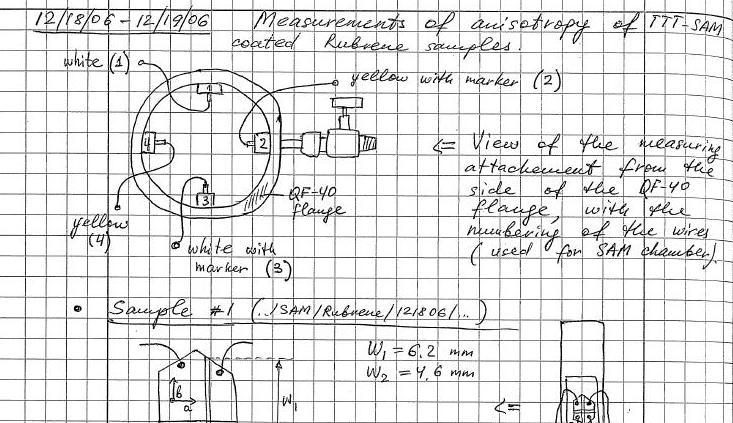 12/18/06 - 12/19/06 Measurements of anisotropy of TTT-SAM
coated Rubrene samples.
white (1)
yellow with marker (2)
1
4
2
3
QF-40
flange
yellow
(4)
white with
marker (3)
<= View of the measuring
attachement from the
side of the QF-40
flange, with the
numbering of the wires
(used for SAM chamber).
• Sample #1 (../SAM/Rubrene/121806/...)
W₁ = 6.2 mm
W₂ = 4.6 mm
b
a
W₁
<=